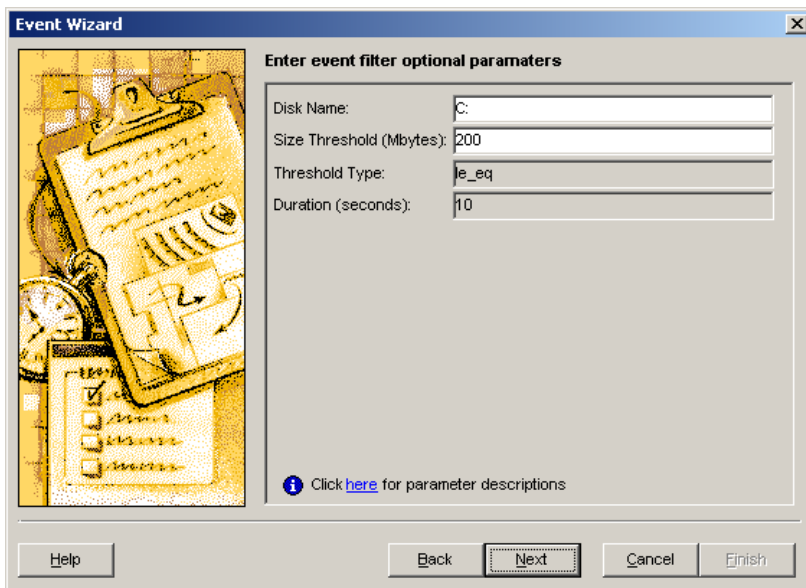 Event Wizard
Enter event filter optional paramaters
Disk Name: C:
Size Threshold (Mbytes): 200
Threshold Type: le_eq
Duration (seconds): 10
Click here for parameter descriptions
Help Back Next Cancel Finish